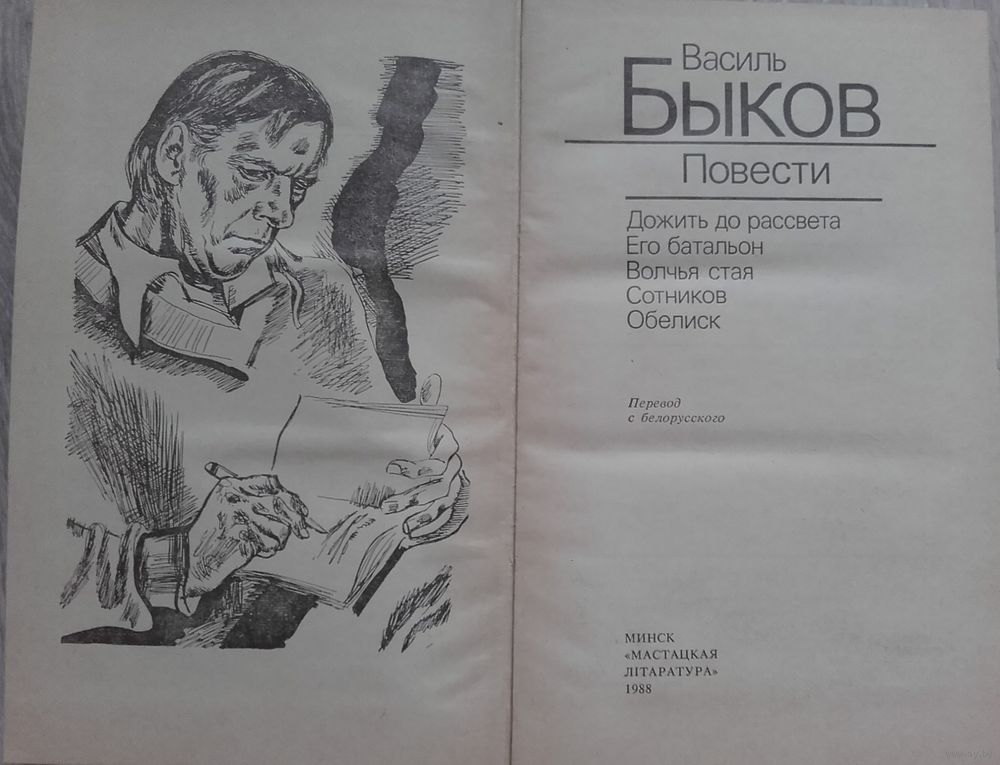 Василь
БЫКОВ
Повести
Дожить до рассвета
Его батальон
Волчья стая
Сотников
Обелиск
Перевод
с белорусского
МИНСК
«МАСТАЦКАЯ
ЛІТАРАТУРА»
1988